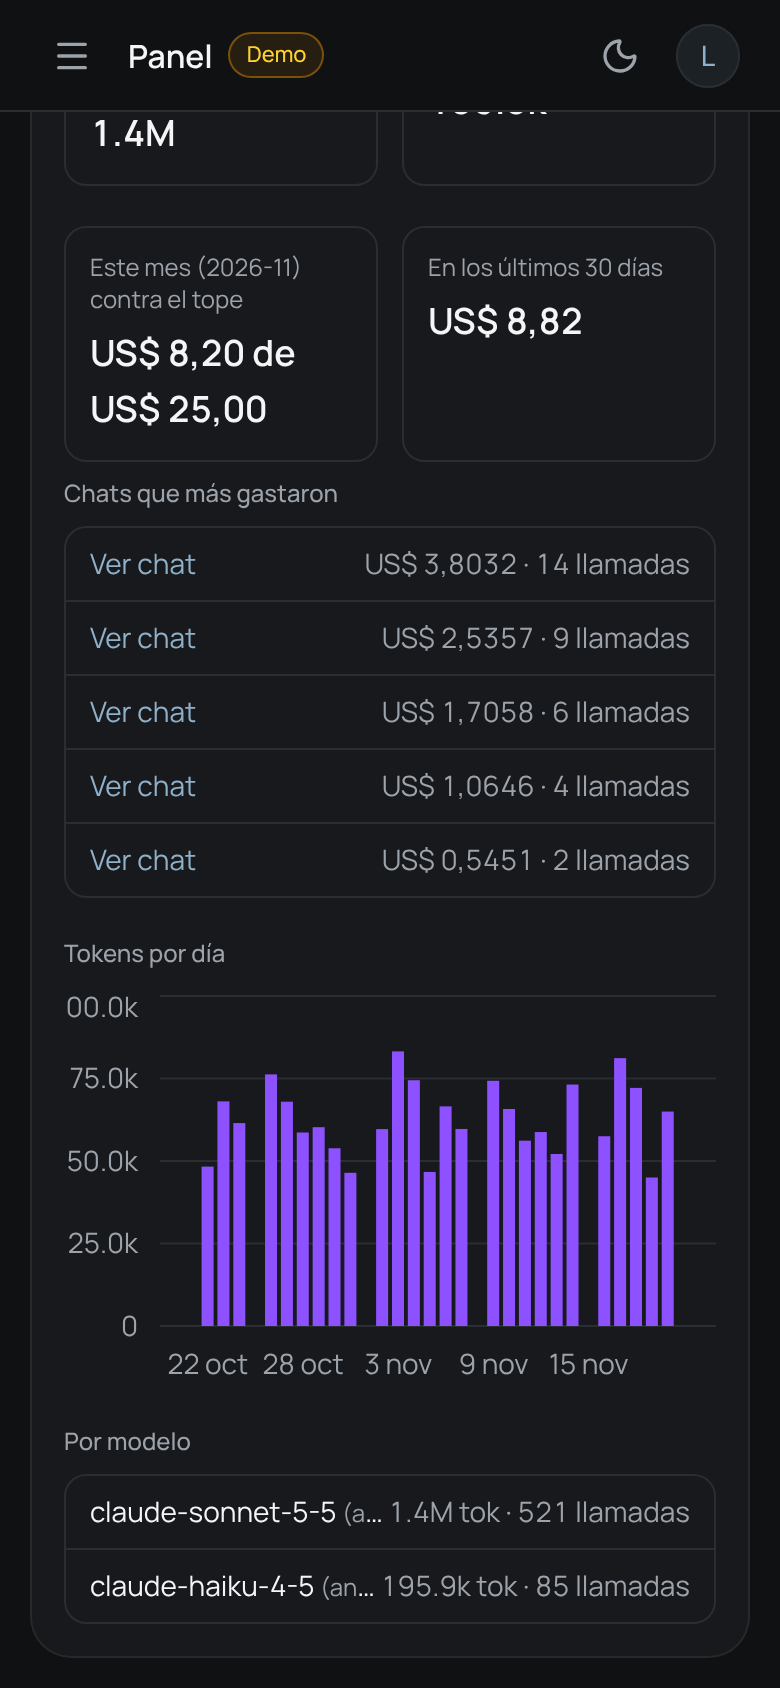 Panel
Demo
L
1.4M
Este mes (2026-11)
contra el tope
US$ 8,20 de
US$ 25,00
En los últimos 30 días
US$ 8,82
Chats que más gastaron
Ver chat US$ 3,8032 · 14 llamadas
Ver chat US$ 2,5357 · 9 llamadas
Ver chat US$ 1,7058 · 6 llamadas
Ver chat US$ 1,0646 · 4 llamadas
Ver chat US$ 0,5451 · 2 llamadas
Tokens por día
00.0k
75.0k
50.0k
25.0k
0
22 oct 28 oct 3 nov 9 nov 15 nov
Por modelo
claude-sonnet-5-5 (a... 1.4M tok · 521 llamadas
claude-haiku-4-5 (an... 195.9k tok · 85 llamadas